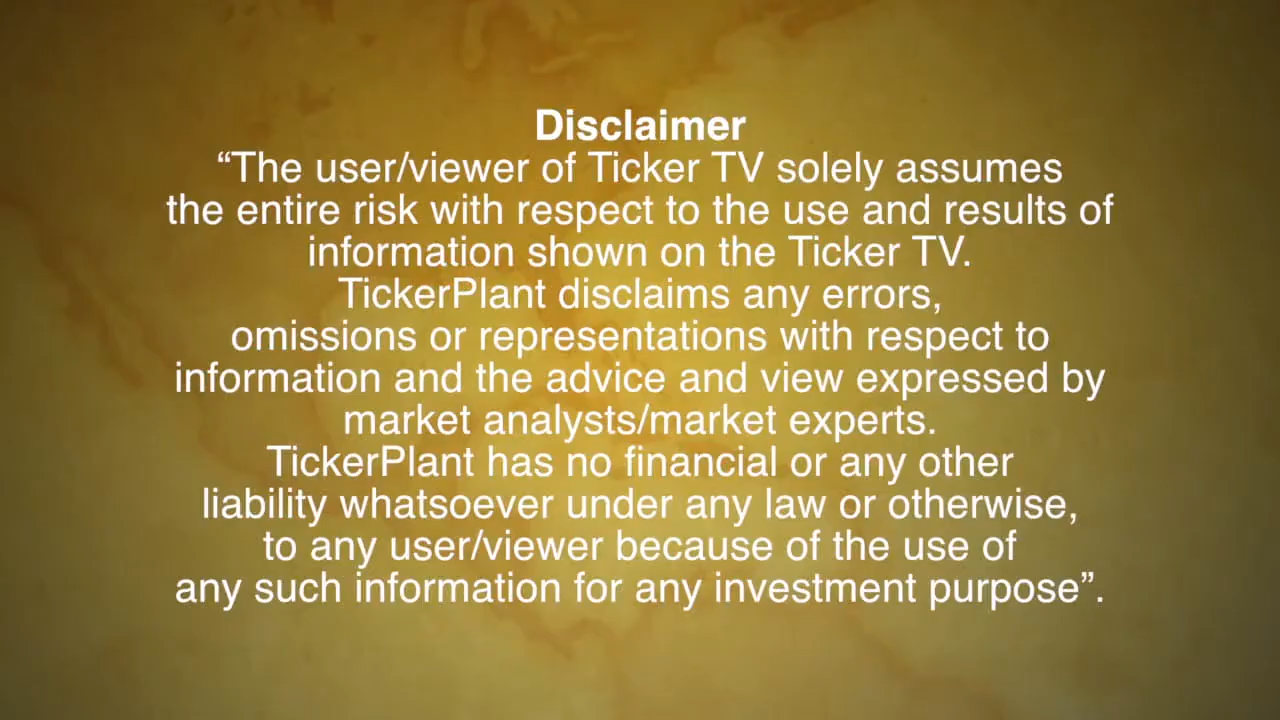 Disclaimer
“The user/viewer of Ticker TV solely assumes
the entire risk with respect to the use and results of
information shown on the Ticker TV.
TickerPlant disclaims any errors,
omissions or representations with respect to
information and the advice and view expressed by
market analysts/market experts.
TickerPlant has no financial or any other
liability whatsoever under any law or otherwise,
to any user/viewer because of the use of
any such information for any investment purpose”.